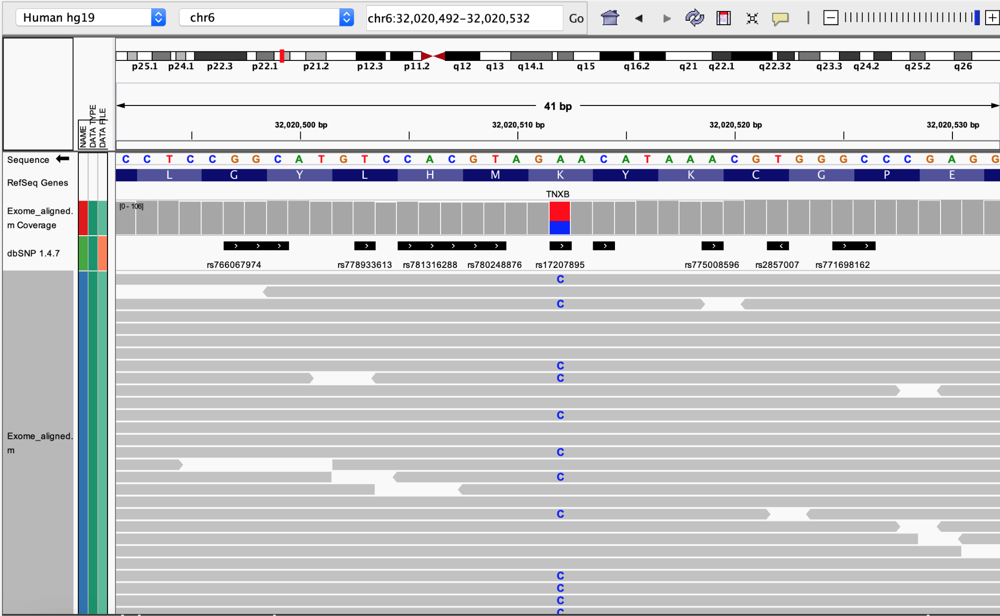 Human hg19 chr6 chr6:32,020,492-32,020,532 Go
p25.1 p24.1 p22.3 p22.1 p21.2 p12.3 p11.2 q12 q13 q14.1 q15 q16.2 q21 q22.1 q22.32 q23.3 q24.2 q25.2 q26
41 bp
NAME
DATA TYPE
DATA FILE
32,020,500 bp 32,020,510 bp 32,020,520 bp 32,020,530 bp
Sequence C C T C C G G C A T G T C C A C G T A G A A C A T A A A C G T G G G C C C G A G G
L G Y L H M K Y K C G P E
RefSeq Genes
TNXB
[0 - 106]
Exome_aligned.
m Coverage
dbSNP 1.4.7
rs766067974 rs778933613 rs781316288 rs780248876 rs17207895 rs775008596 rs2857007 rs771698162
C
C
C
C
C
Exome_aligned.
m
C
C
C
C
C
C
C